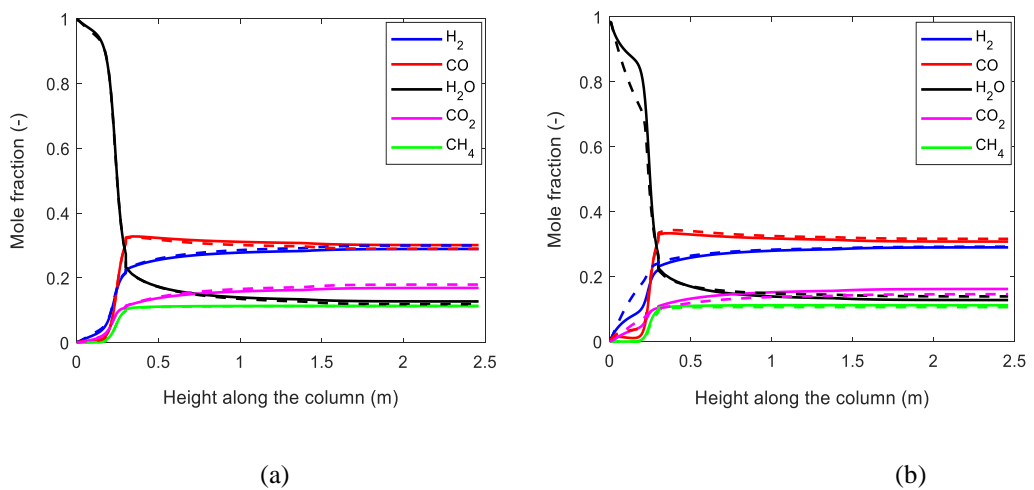 1
0.8
0.6
0.4
0.2
0
0
0.5
1
1.5
2
2.5
Mole fraction (-)
Height along the column (m)
H2
CO
H2O
CO2
CH4
(a)
1
0.8
0.6
0.4
0.2
0
0
0.5
1
1.5
2
2.5
Mole fraction (-)
Height along the column (m)
H2
CO
H2O
CO2
CH4
(b)